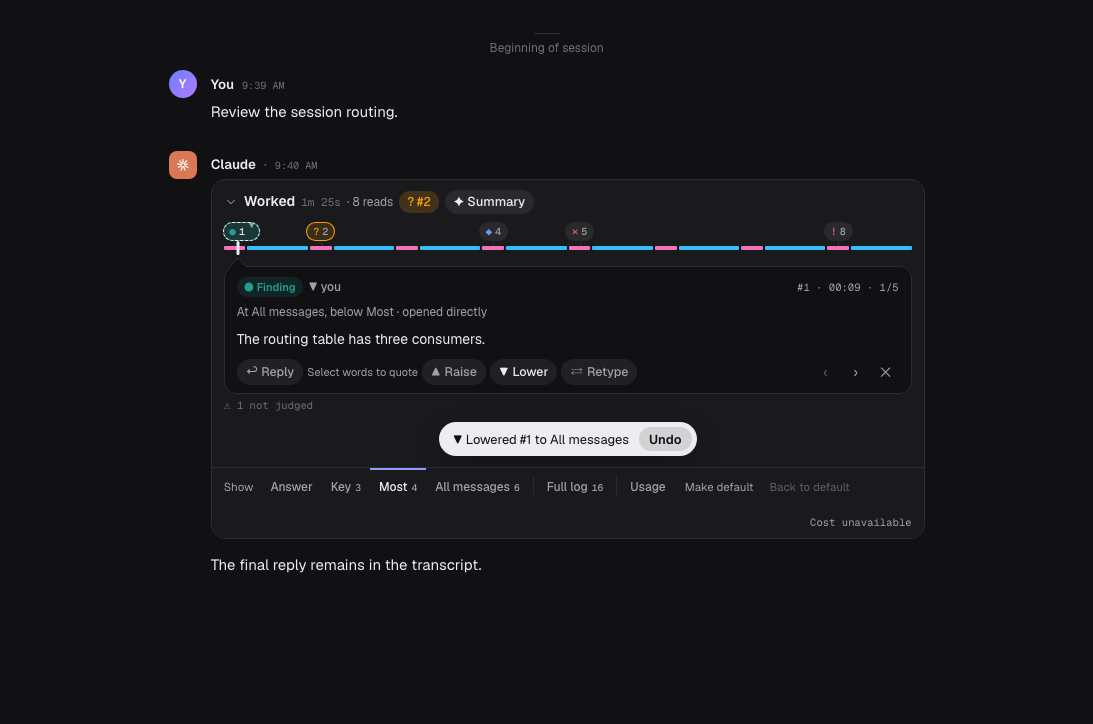 Beginning of session
Y You 9:39 AM
Review the session routing.
Claude · 9:40 AM
Worked 1m 25s · 8 reads ? #2 ✦ Summary
● 1 ▼ ? 2 ◆ 4 ✕ 5 ! 8
● Finding ▼ you #1 · 00:09 · 1/5
At All messages, below Most · opened directly
The routing table has three consumers.
↩ Reply Select words to quote ▲ Raise ▼ Lower ⇄ Retype ‹ › ✕
⚠ 1 not judged
▼ Lowered #1 to All messages Undo
Show Answer Key 3 Most 4 All messages 6 Full log 16 Usage Make default Back to default
Cost unavailable
The final reply remains in the transcript.